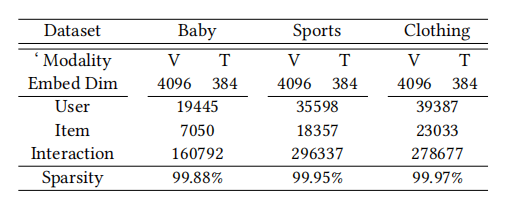 Dataset Baby Sports Clothing
‘ Modality V T V T V T
Embed Dim 4096 384 4096 384 4096 384
User 19445 35598 39387
Item 7050 18357 23033
Interaction 160792 296337 278677
Sparsity 99.88% 99.95% 99.97%